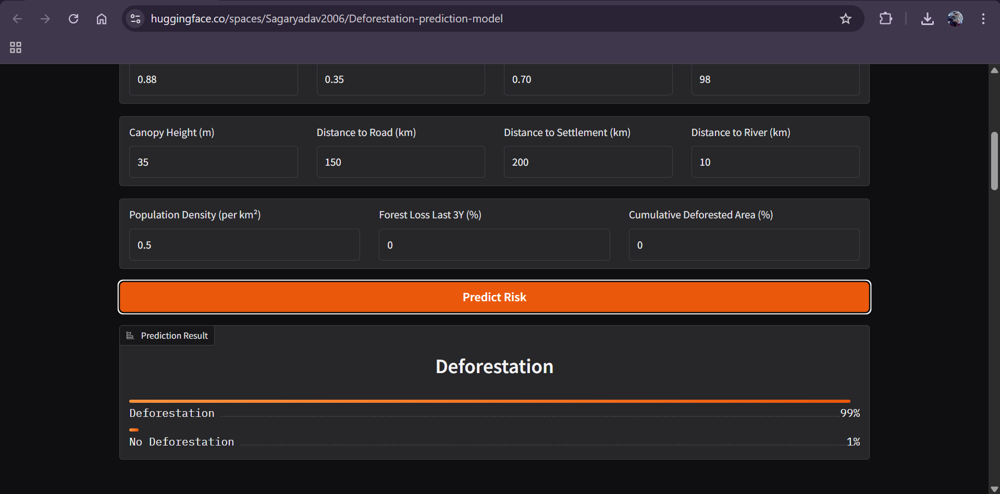 huggingface.co/spaces/Sagaryadav2006/Deforestation-prediction-model
0.88 0.35 0.70 98
Canopy Height (m) Distance to Road (km) Distance to Settlement (km) Distance to River (km)
35 150 200 10
Population Density (per km²) Forest Loss Last 3Y (%) Cumulative Deforested Area (%)
0.5 0 0
Predict Risk
Prediction Result
Deforestation
Deforestation 99%
No Deforestation 1%